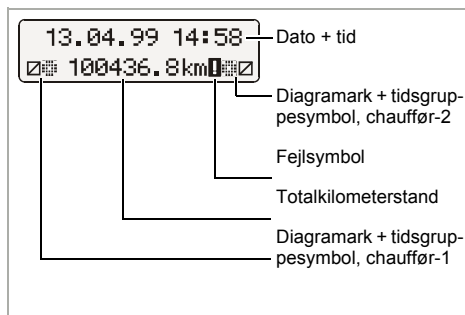 13.04.99 14:58
100436.8km
Dato + tid
Diagramark + tidsgrup-
pesymbol, chauffør-2
Fejlsymbol
Totalkilometerstand
Diagramark + tidsgrup-
pesymbol, chauffør-1